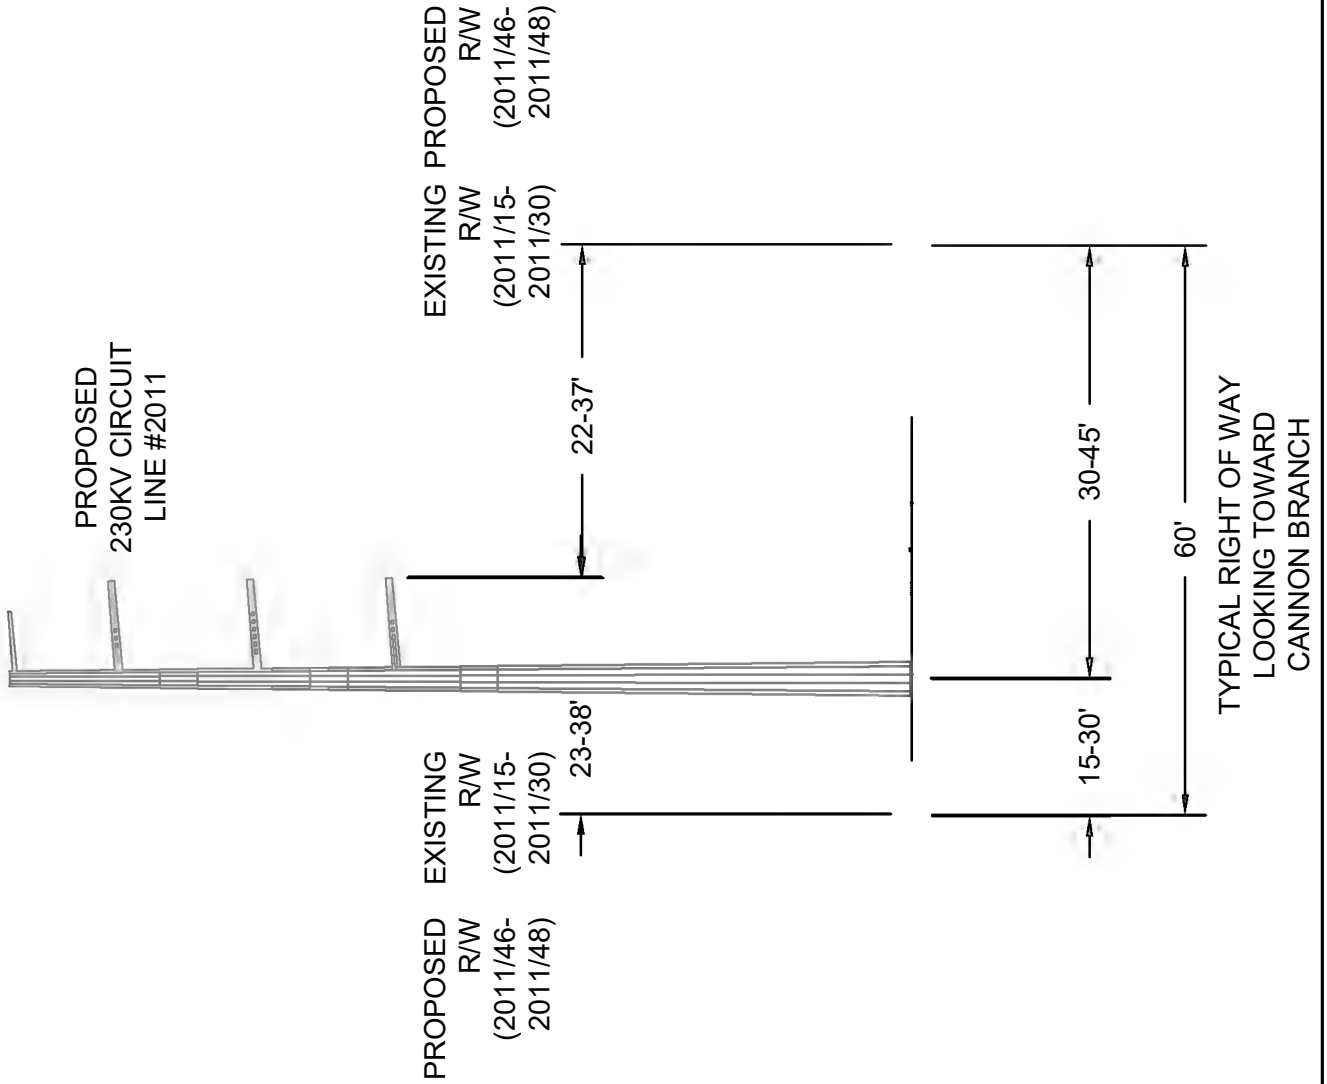 PROPOSED
230KV CIRCUIT
LINE #2011
PROPOSED
R/W
(2011/46-
2011/48)
EXISTING
R/W
(2011/15-
2011/30)
EXISTING
R/W
(2011/15-
2011/30)
PROPOSED
R/W
(2011/46-
2011/48)
23-38'
22-37'
15-30'
30-45'
60'
TYPICAL RIGHT OF WAY
LOOKING TOWARD
CANNON BRANCH